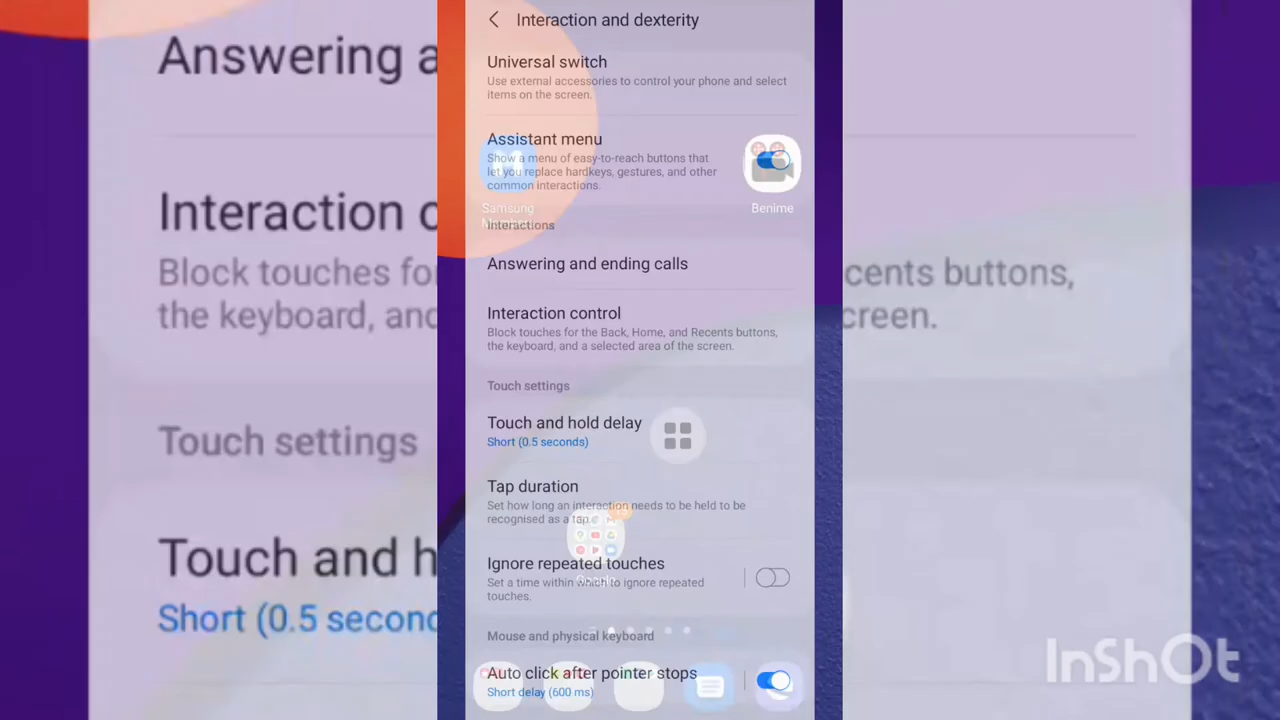 Interaction and dexterity
Universal switch
Use external accessories to control your phone and select
items on the screen.
Assistant menu
Show a menu of easy-to-reach buttons that
let you replace hardkeys, gestures, and other
common interactions.
Samsung
Benime
Interactions
Answering and ending calls
Interaction control
Block touches for the Back, Home, and Recents buttons,
the keyboard, and a selected area of the screen.
Touch settings
Touch and hold delay
Short (0.5 seconds)
Tap duration
Set how long an interaction needs to be held to be
recognised as a tap.
Google
Ignore repeated touches
Set a time within which to ignore repeated
touches.
Mouse and physical keyboard
Auto click after pointer stops
Short delay (600 ms)
Answering a
Interaction c
Block touches fo
the keyboard, and
Touch settings
Touch and h
Short (0.5 second
cents buttons,
creen.
InShOt